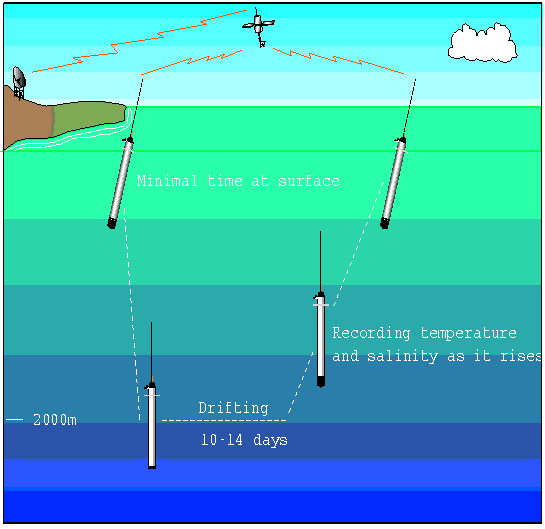 Minimal time at surface
Recording temperature
and salinity as it rises
Drifting
2000m
10-14 days